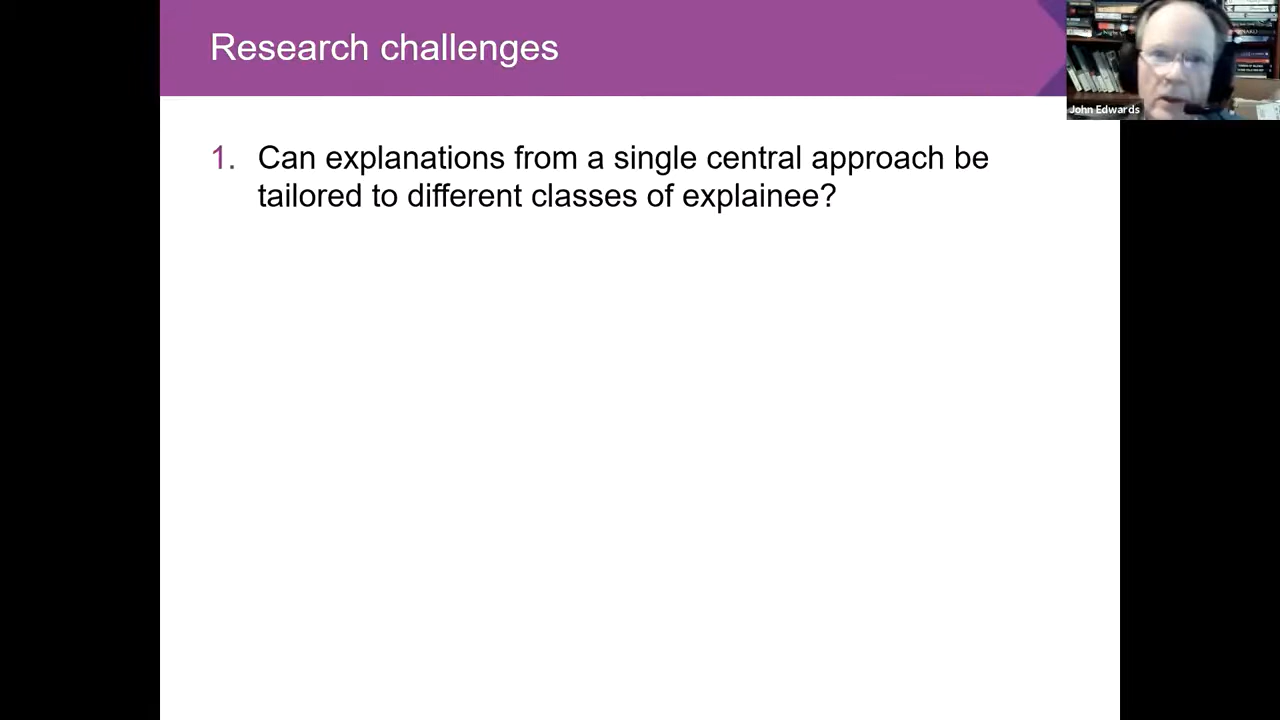 Research challenges
John Edwards
1. Can explanations from a single central approach be
tailored to different classes of explainee?